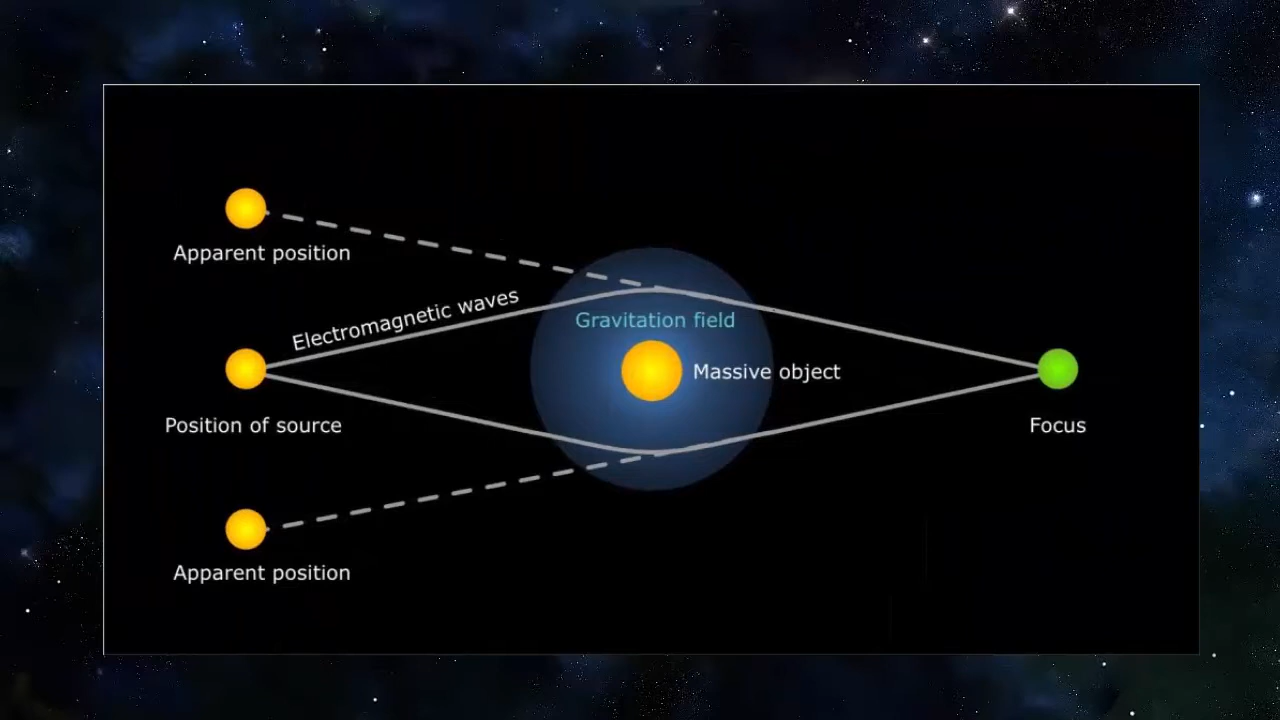 Apparent position
Electromagnetic waves
Gravitation field
Massive object
Position of source
Focus
Apparent position